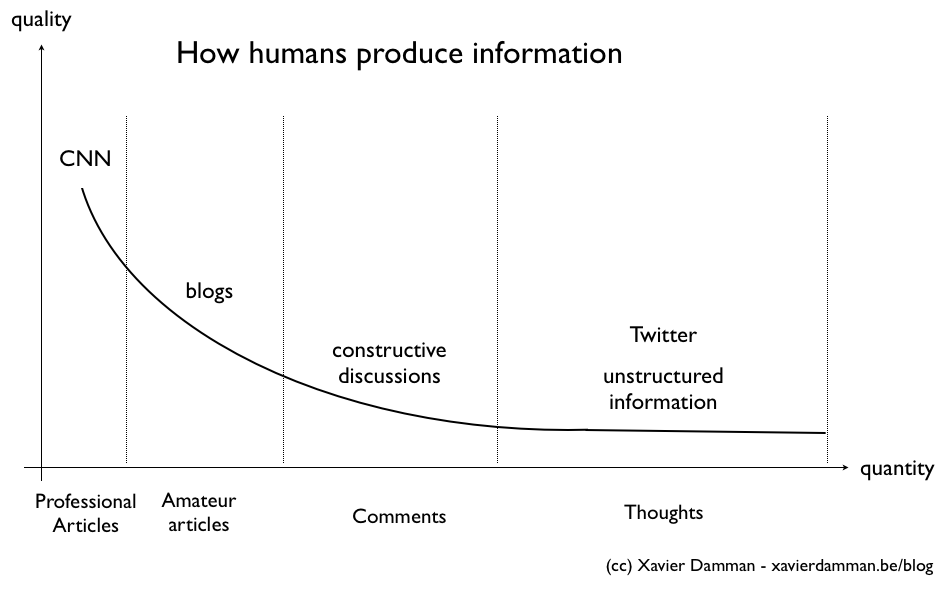 quality
How humans produce information
CNN
blogs
constructive
discussions
Twitter
unstructured
information
quantity
Professional
Articles
Amateur
articles
Comments
Thoughts
(cc) Xavier Damman - xavierdamman.be/blog